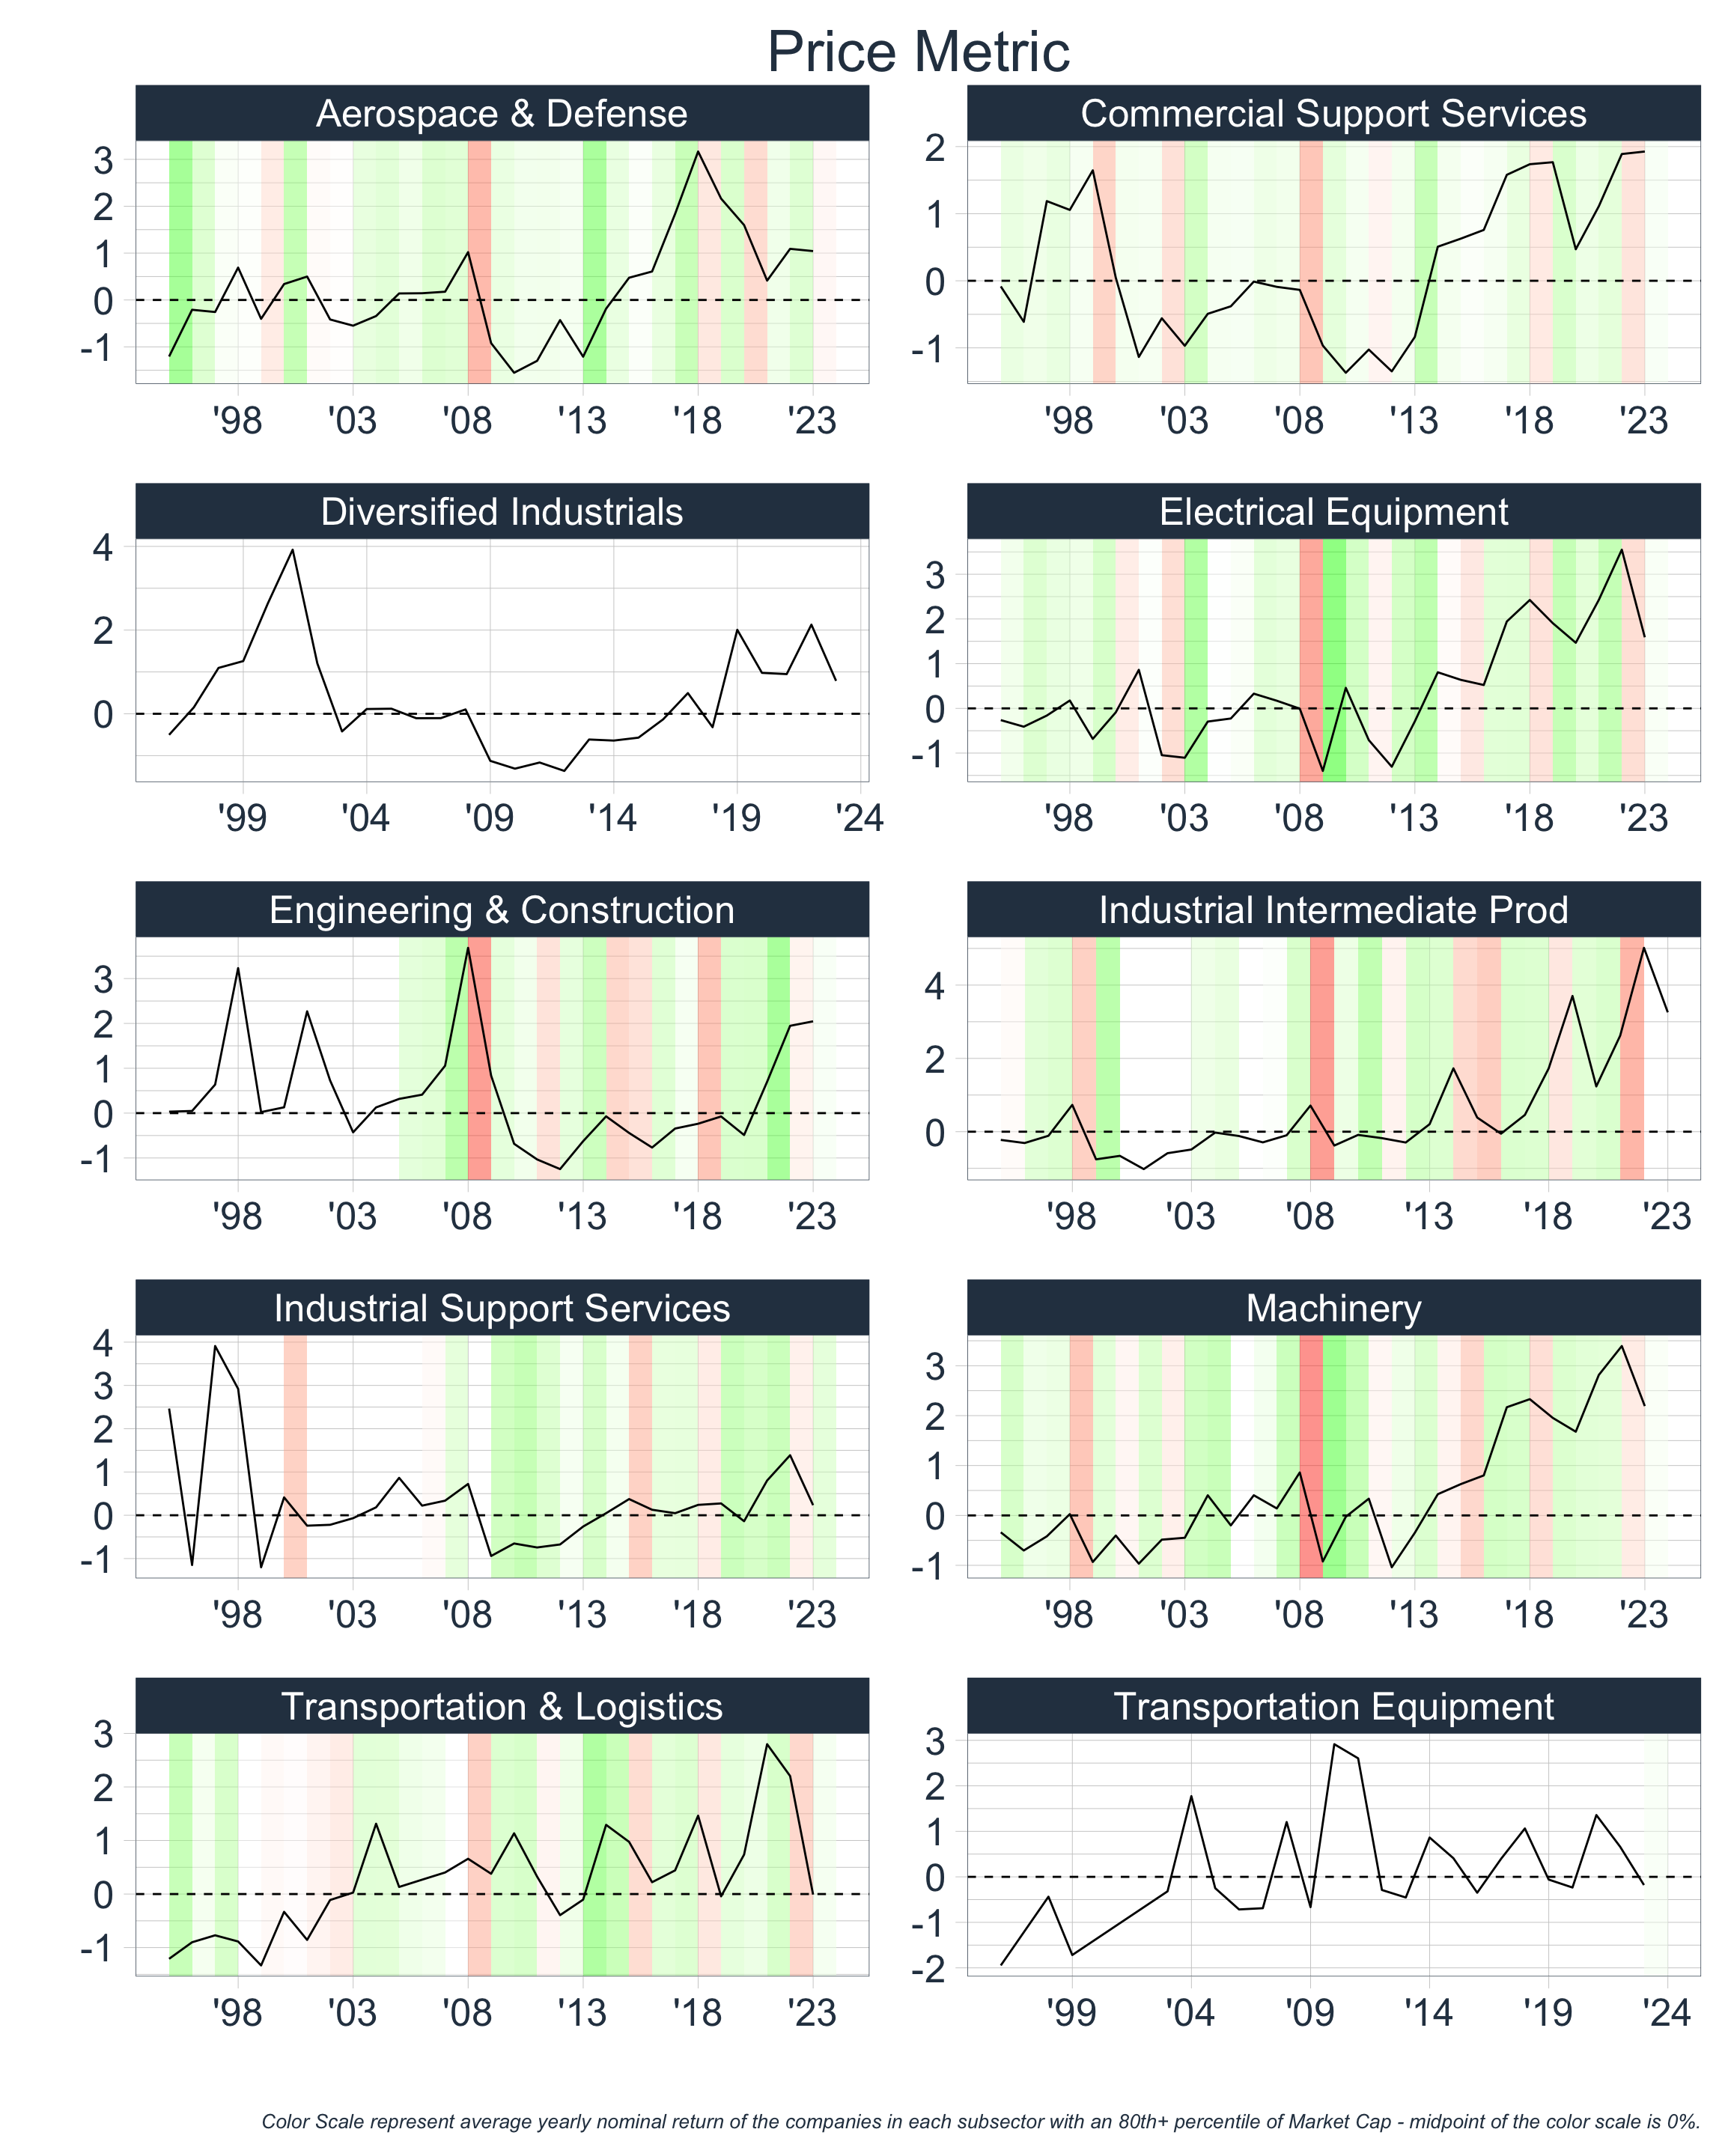 Price Metric
Aerospace & Defense
3
2
1
0
-1
'98 '03 '08 '13 '18 '23
Commercial Support Services
2
1
0
-1
'98 '03 '08 '13 '18 '23
Diversified Industrials
4
2
0
'99 '04 '09 '14 '19 '24
Electrical Equipment
3
2
1
0
-1
'98 '03 '08 '13 '18 '23
Engineering & Construction
3
2
1
0
-1
'98 '03 '08 '13 '18 '23
Industrial Intermediate Prod
4
2
0
'98 '03 '08 '13 '18 '23
Industrial Support Services
4
3
2
1
0
-1
'98 '03 '08 '13 '18 '23
Machinery
3
2
1
0
-1
'98 '03 '08 '13 '18 '23
Transportation & Logistics
3
2
1
0
-1
'98 '03 '08 '13 '18 '23
Transportation Equipment
3
2
1
0
-1
-2
'99 '04 '09 '14 '19 '24
Color Scale represent average yearly nominal return of the companies in each subsector with an 80th+ percentile of Market Cap - midpoint of the color scale is 0%.